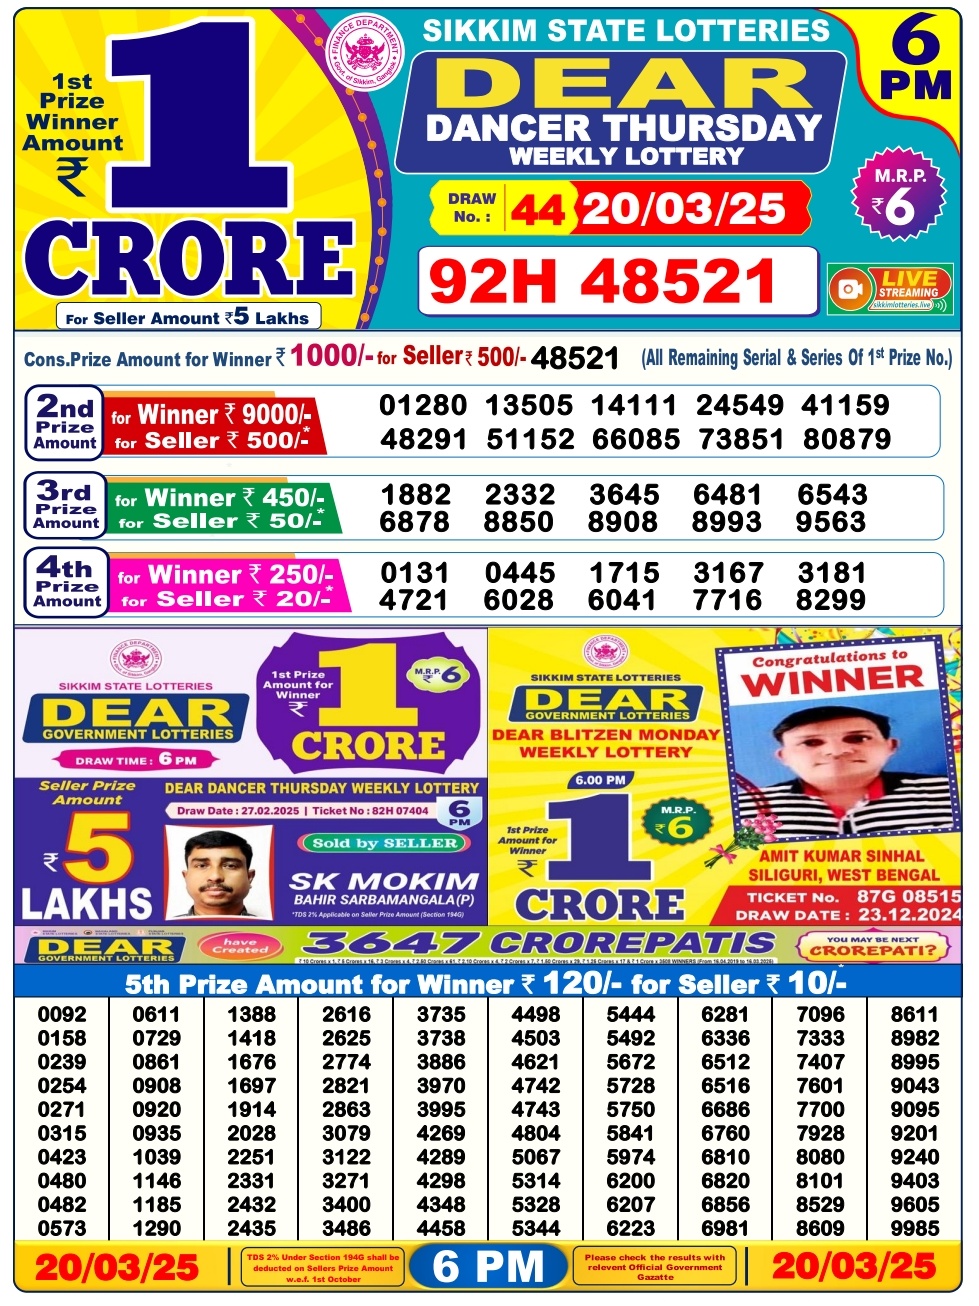 1st
Prize
Winner
Amount
₹
1
CRORE
For Seller Amount ₹5 Lakhs
FINANCE DEPARTMENT
Govt. of Sikkim, Gangtok
SIKKIM STATE LOTTERIES
DEAR
DANCER THURSDAY
WEEKLY LOTTERY
6
PM
DRAW
No. :
44
20/03/25
M.R.P.
₹6
92H 48521
LIVE
STREAMING
sikkimlotteries.live
Cons.Prize Amount for Winner ₹ 1000/- for Seller ₹ 500/- 48521 (All Remaining Serial & Series Of 1st Prize No.)
2nd
Prize
Amount
for Winner ₹ 9000/-
for Seller ₹ 500/-*
01280 13505 14111 24549 41159
48291 51152 66085 73851 80879
3rd
Prize
Amount
for Winner ₹ 450/-
for Seller ₹ 50/-*
1882 2332 3645 6481 6543
6878 8850 8908 8993 9563
4th
Prize
Amount
for Winner ₹ 250/-
for Seller ₹ 20/-*
0131 0445 1715 3167 3181
4721 6028 6041 7716 8299
SIKKIM STATE LOTTERIES
DEAR
GOVERNMENT LOTTERIES
DRAW TIME : 6 PM
1st Prize
Amount for
Winner
₹
1
CRORE
M.R.P.
₹6
Seller Prize
Amount
₹5
LAKHS
DEAR DANCER THURSDAY WEEKLY LOTTERY
Draw Date : 27.02.2025 | Ticket No : 82H 07404
6
PM
Sold by SELLER
SK MOKIM
BAHIR SARBAMANGALA(P)
*TDS 2% Applicable on Seller Prize Amount (Section 194G)
SIKKIM STATE LOTTERIES
DEAR
GOVERNMENT LOTTERIES
DEAR BLITZEN MONDAY
WEEKLY LOTTERY
6.00 PM
1st Prize
Amount for
Winner
₹
1
CRORE
M.R.P.
₹6
Congratulations to
WINNER
AMIT KUMAR SINHAL
SILIGURI, WEST BENGAL
TICKET No. 87G 08515
DRAW DATE : 23.12.2024
DEAR
GOVERNMENT LOTTERIES
have
Created
3647 CROREPATIS
YOU MAY BE NEXT
CROREPATI?
5th Prize Amount for Winner ₹ 120/- for Seller ₹ 10/-*
0092 0611 1388 2616 3735 4498 5444 6281 7096 8611
0158 0729 1418 2625 3738 4503 5492 6336 7333 8982
0239 0861 1676 2774 3886 4621 5672 6512 7407 8995
0254 0908 1697 2821 3970 4742 5728 6516 7601 9043
0271 0920 1914 2863 3995 4743 5750 6686 7700 9095
0315 0935 2028 3079 4269 4804 5841 6760 7928 9201
0423 1039 2251 3122 4289 5067 5974 6810 8080 9240
0480 1146 2331 3271 4298 5314 6200 6820 8101 9403
0482 1185 2432 3400 4348 5328 6207 6856 8529 9605
0573 1290 2435 3486 4458 5344 6223 6981 8609 9985
20/03/25
TDS 2% Under Section 194G shall be
deducted on Sellers Prize Amount
w.e.f. 1st October
6 PM
Please check the results with
relevent Official Government
Gazatte
20/03/25